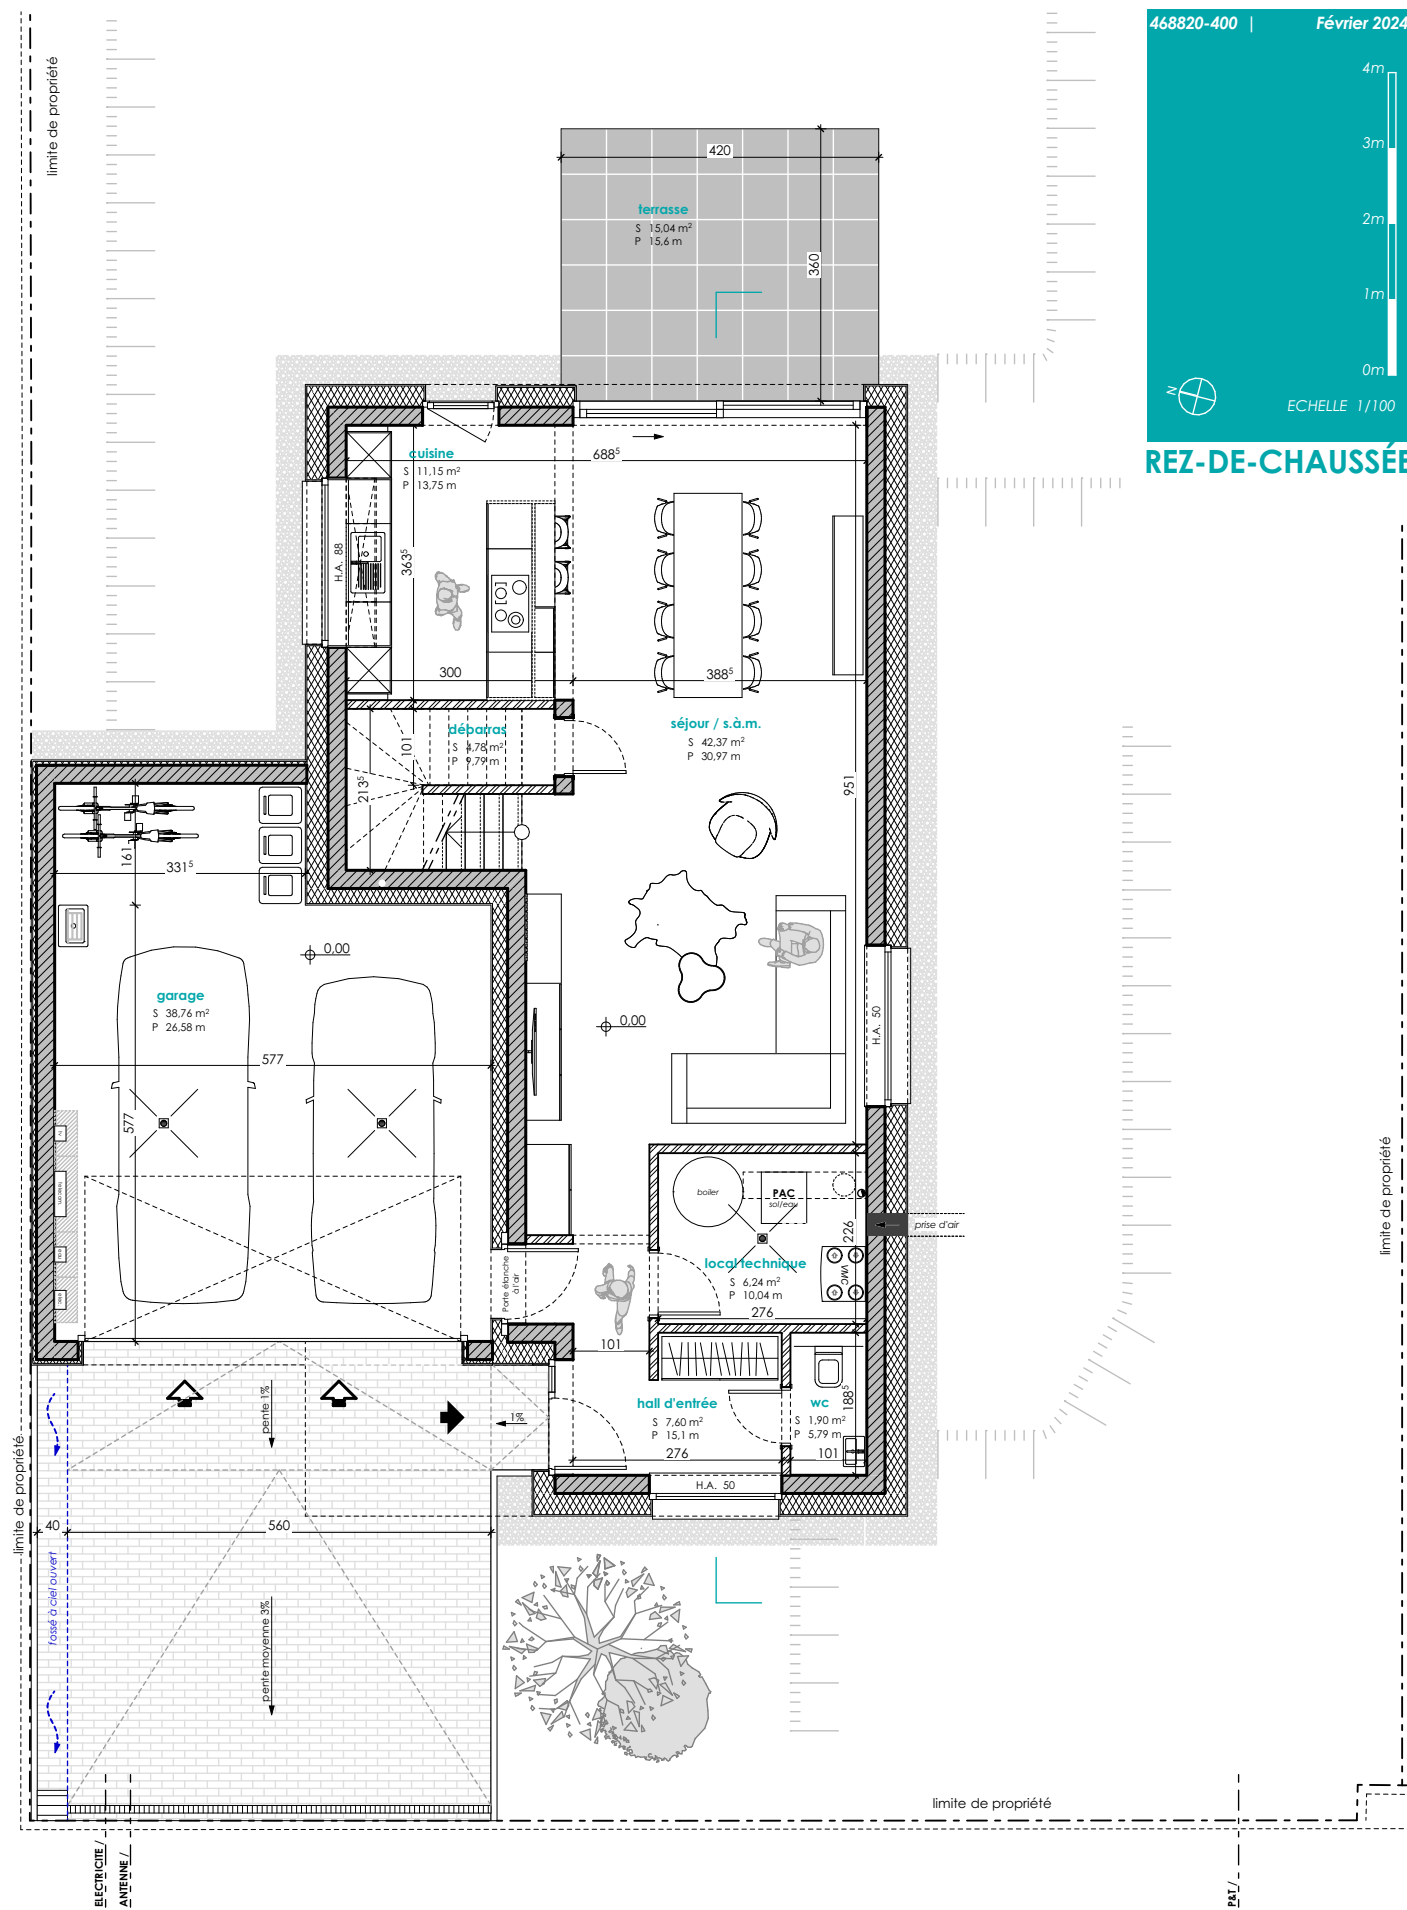 468820-400 | Février 2024
4m
3m
2m
1m
0m
N
ECHELLE 1/100
REZ-DE-CHAUSSÉE
limite de propriété
420
terrasse
S 15,04 m²
P 15,6 m
360
cuisine
S 11,15 m²
P 13,75 m
688⁵
H.A. 88
363⁵
300
388⁵
débarras
S 4,78 m²
P 9,79 m
101
213⁵
séjour / s.à.m.
S 42,37 m²
P 30,97 m
951
161
331⁵
0,00
garage
S 38,76 m²
P 26,58 m
577
577
0,00
H.A. 50
TV
TELECOM.
EAU
ELEC.
boiler
PAC
sol/eau
prise d'air
226
local technique
S 6,24 m²
P 10,04 m
VMC
276
Porte étanche
à l'air
101
limite de propriété
hall d'entrée
S 7,60 m²
P 15,1 m
276
wc
S 1,90 m²
P 5,79 m
188⁵
101
H.A. 50
pente 1%
1%
limite de propriété
40
560
fossé à ciel ouvert
pente moyenne 3%
limite de propriété
ELECTRICITE /
ANTENNE /
P&T /